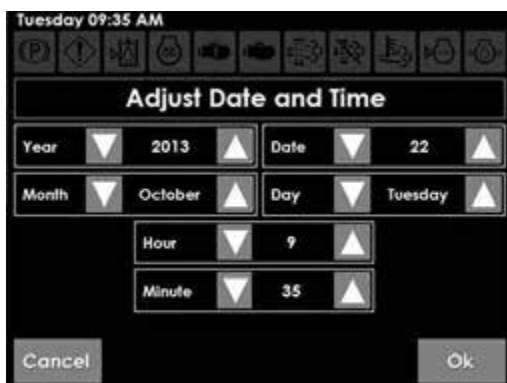 Tuesday 09:35 AM
Adjust Date and Time
Year 2013 Date 22
Month October Day Tuesday
Hour 9
Minute 35
Cancel Ok